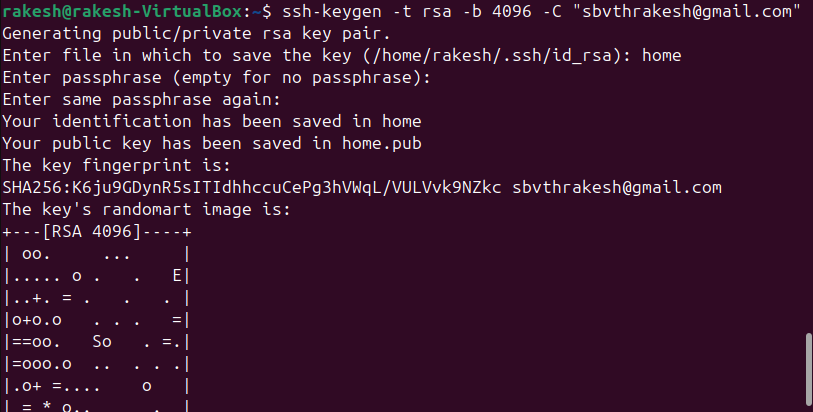 rakesh@rakesh-VirtualBox:~$ ssh-keygen -t rsa -b 4096 -C "sbvthrakesh@gmail.com"
Generating public/private rsa key pair.
Enter file in which to save the key (/home/rakesh/.ssh/id_rsa): home
Enter passphrase (empty for no passphrase):
Enter same passphrase again:
Your identification has been saved in home
Your public key has been saved in home.pub
The key fingerprint is:
SHA256:K6ju9GDynR5sITIdhhccuCePg3hVWqL/VULVvk9NZkc sbvthrakesh@gmail.com
The key's randomart image is:
+---[RSA 4096]----+
| oo.     ...     |
|..... o .   .   E|
|..+. = .   .   . |
|o+o.o   . . .   =|
|==oo.   So   . =.|
|=ooo.o  ..  . . .|
|.o+ =....    o   |
| = * o..      .  |